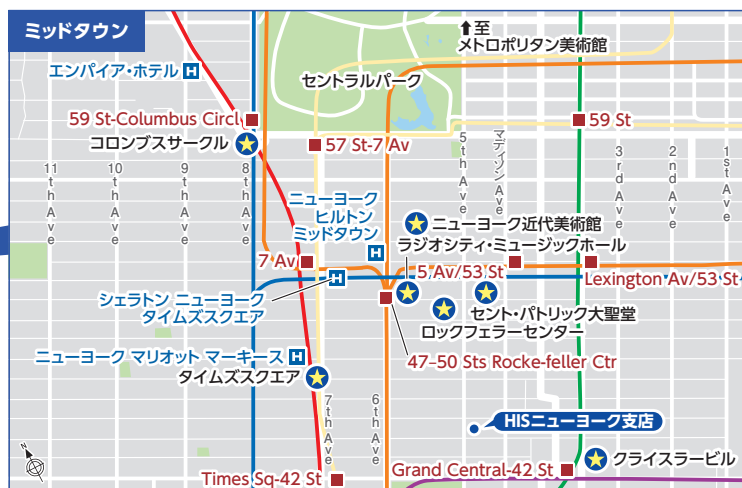 ミッドタウン
至
メトロポリタン美術館
エンパイア・ホテル
H
セントラルパーク
59 St-Columbus Circl
コロンブスサークル
57 St-7 Av
59 St
11th Ave
10th Ave
9th Ave
8th Ave
5th Ave
マディソン Ave
3rd Ave
2nd Ave
1st Ave
ニューヨーク
ヒルトン
ミッドタウン
H
ニューヨーク近代美術館
ラジオシティ・ミュージックホール
7 Av
5 Av/53 St
Lexington Av/53 St
H
シェラトン ニューヨーク
タイムズスクエア
セント・パトリック大聖堂
ロックフェラーセンター
ニューヨーク マリオット マーキース
H
タイムズスクエア
47–50 Sts Rocke-feller Ctr
7th Ave
6th Ave
HISニューヨーク支店
N
Times Sq-42 St
Grand Central-42 St
クライスラービル